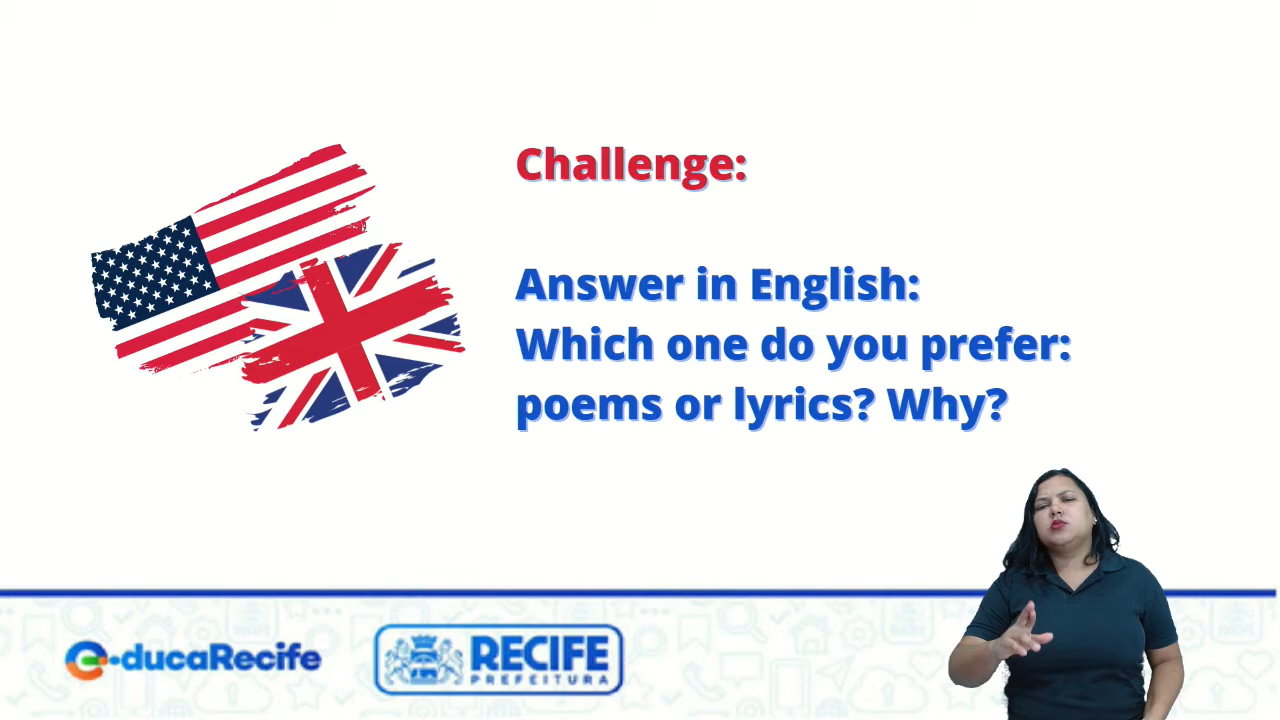 Challenge:
Answer in English:
Which one do you prefer:
poems or lyrics? Why?
e·ducaRecife
RECIFE
PREFEITURA